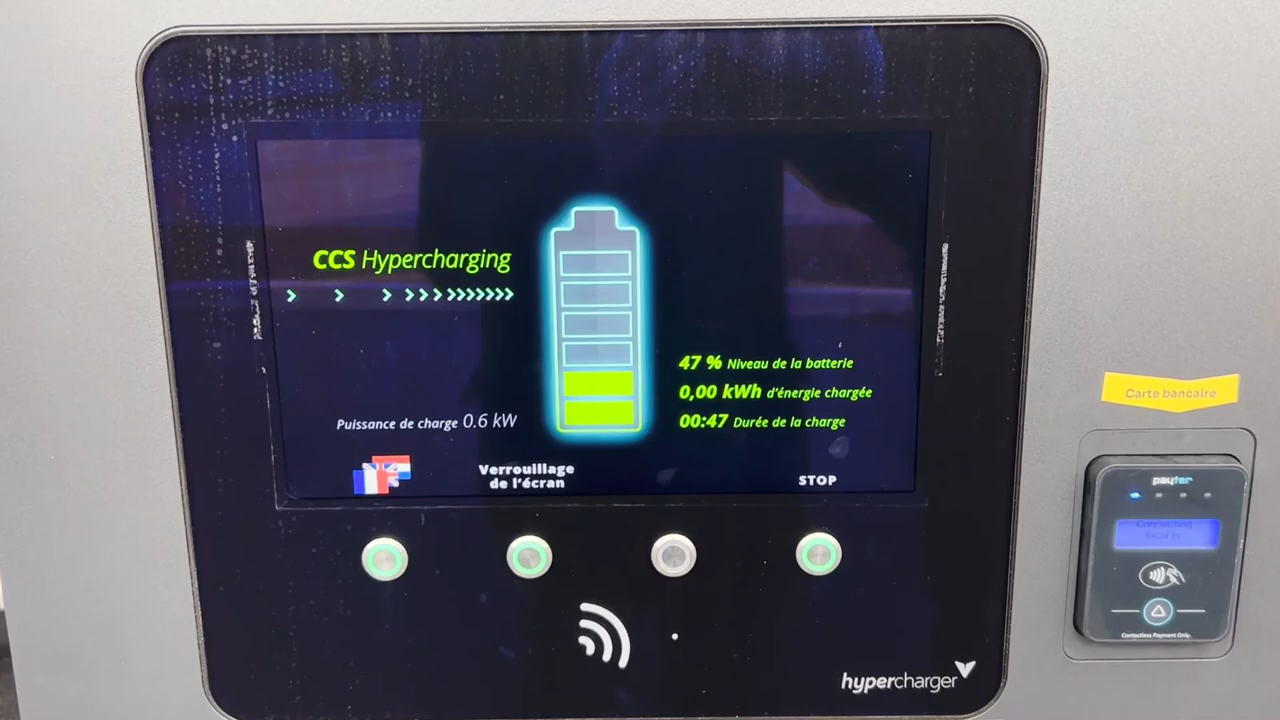 CCS Hypercharging
47 % Niveau de la batterie
0,00 kWh d'énergie chargée
00:47 Durée de la charge
Puissance de charge 0.6 kW
Verrouillage
de l'écran
STOP
hypercharger
Carte bancaire
payter
Connecting
Contactless Payment Only.